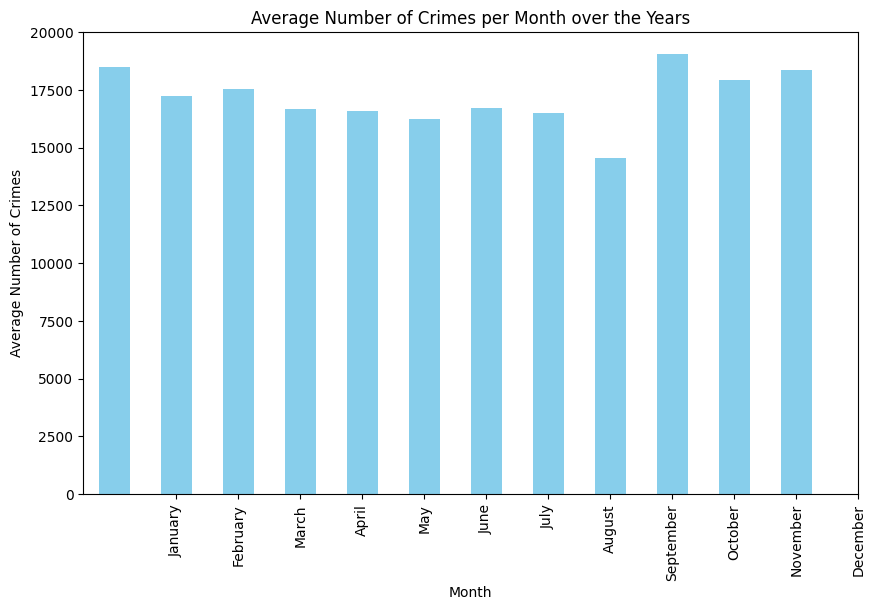 Average Number of Crimes per Month over the Years
20000
17500
15000
12500
10000
7500
5000
2500
0
Average Number of Crimes
January
February
March
April
May
June
July
August
September
October
November
December
Month